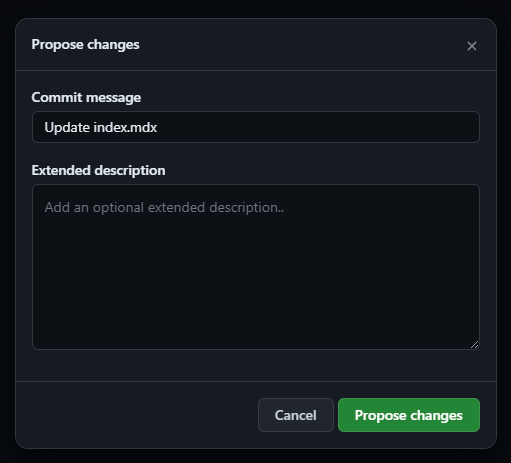 Propose changes
Commit message
Update index.mdx
Extended description
Add an optional extended description..
Cancel
Propose changes